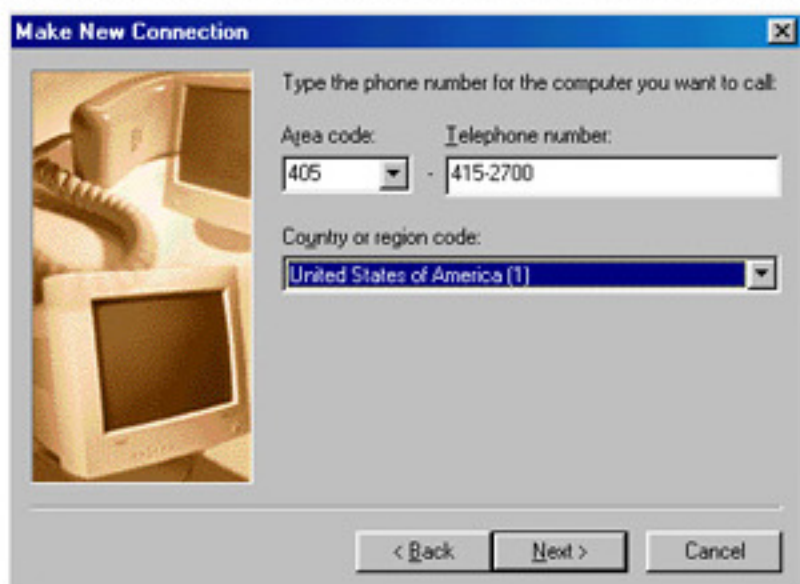 Make New Connection
Type the phone number for the computer you want to call:
Area code: Telephone number:
405 - 415-2700
Country or region code:
United States of America (1)
< Back Next > Cancel